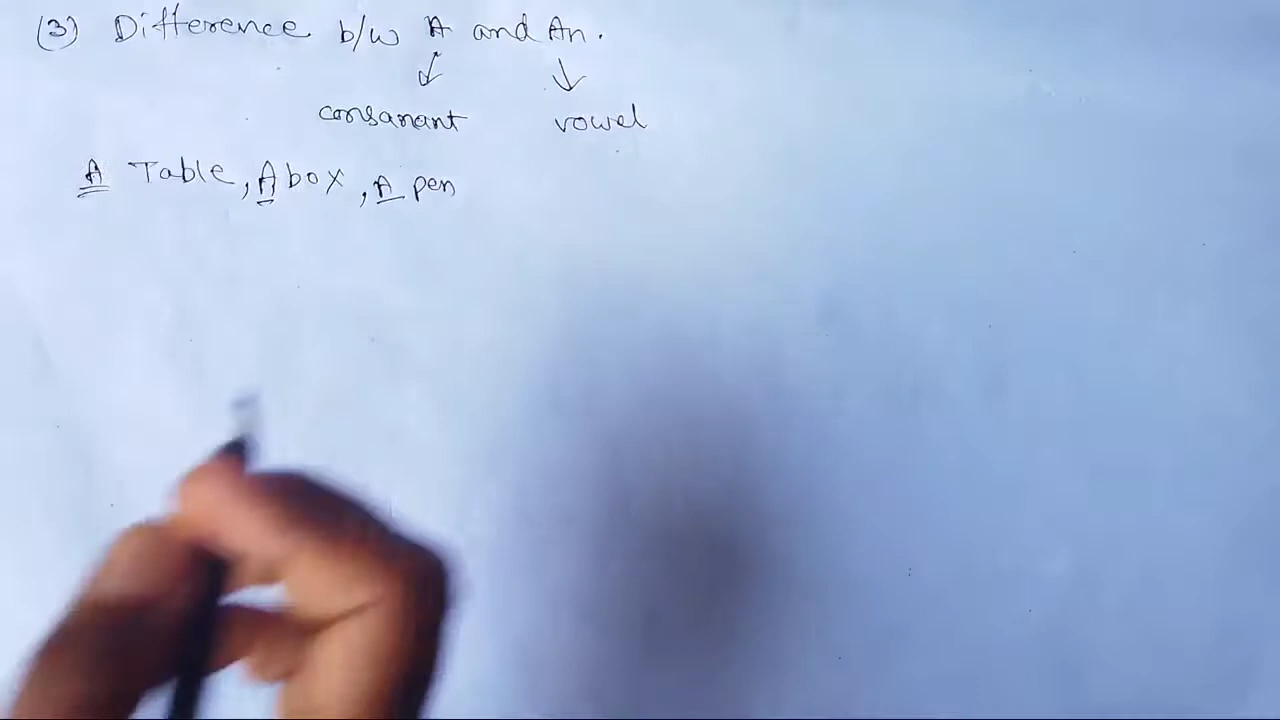 (3) Difference b/w A and An.
consanant vowel
A Table, A box, A pen